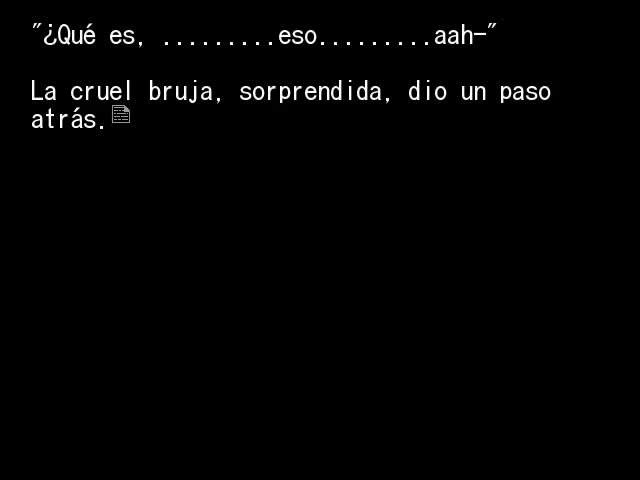 "¿Qué es, .........eso.........aah—"
La cruel bruja, sorprendida, dio un paso
atrás.